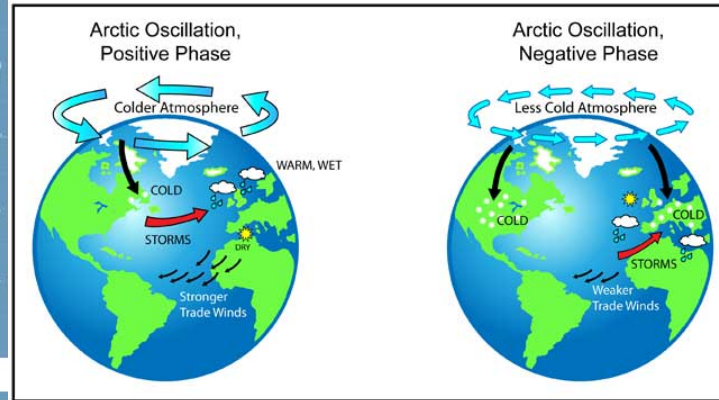 Arctic Oscillation,
Positive Phase
Colder Atmosphere
WARM, WET
COLD
STORMS
DRY
Stronger
Trade Winds
Arctic Oscillation,
Negative Phase
Less Cold Atmosphere
COLD
COLD
STORMS
Weaker
Trade Winds